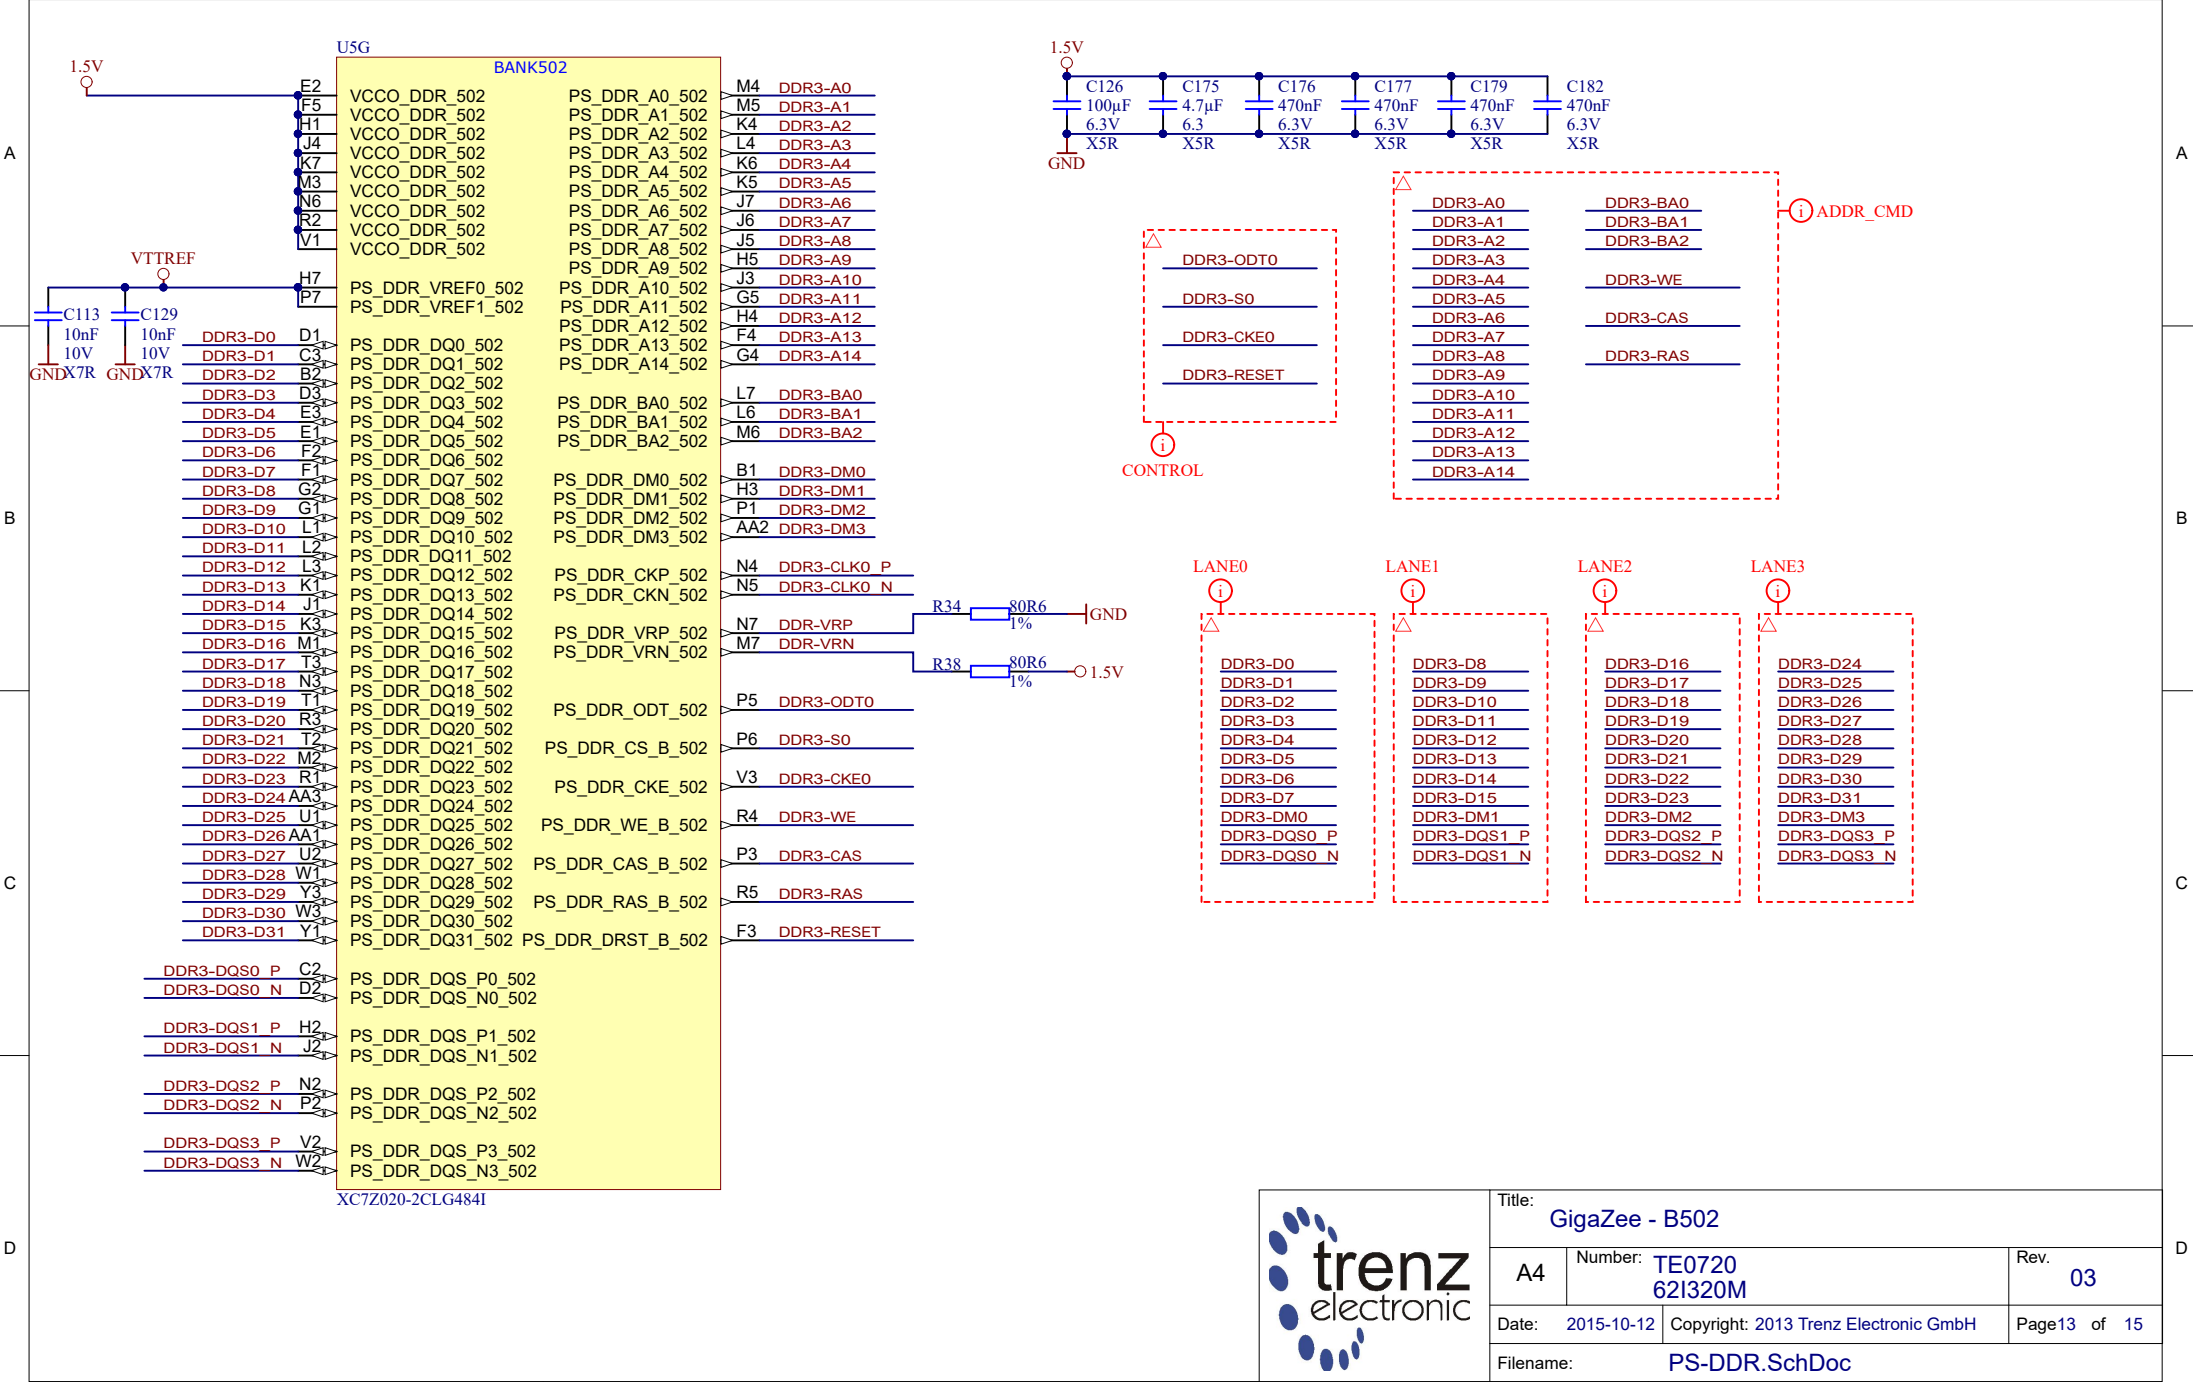 U5G
BANK502
1.5V
E2 VCCO_DDR_502
F5 VCCO_DDR_502
H1 VCCO_DDR_502
J4 VCCO_DDR_502
K7 VCCO_DDR_502
M3 VCCO_DDR_502
N6 VCCO_DDR_502
R2 VCCO_DDR_502
V1 VCCO_DDR_502
VTTREF
H7 PS_DDR_VREF0_502
P7 PS_DDR_VREF1_502
C113
10nF
10V
X7R
GND
C129
10nF
10V
X7R
GND
DDR3-D0 D1 PS_DDR_DQ0_502
DDR3-D1 C3 PS_DDR_DQ1_502
DDR3-D2 B2 PS_DDR_DQ2_502
DDR3-D3 D3 PS_DDR_DQ3_502
DDR3-D4 E3 PS_DDR_DQ4_502
DDR3-D5 E1 PS_DDR_DQ5_502
DDR3-D6 F2 PS_DDR_DQ6_502
DDR3-D7 F1 PS_DDR_DQ7_502
DDR3-D8 G2 PS_DDR_DQ8_502
DDR3-D9 G1 PS_DDR_DQ9_502
DDR3-D10 L1 PS_DDR_DQ10_502
DDR3-D11 L2 PS_DDR_DQ11_502
DDR3-D12 L3 PS_DDR_DQ12_502
DDR3-D13 K1 PS_DDR_DQ13_502
DDR3-D14 J1 PS_DDR_DQ14_502
DDR3-D15 K3 PS_DDR_DQ15_502
DDR3-D16 M1 PS_DDR_DQ16_502
DDR3-D17 T3 PS_DDR_DQ17_502
DDR3-D18 N3 PS_DDR_DQ18_502
DDR3-D19 T1 PS_DDR_DQ19_502
DDR3-D20 R3 PS_DDR_DQ20_502
DDR3-D21 T2 PS_DDR_DQ21_502
DDR3-D22 M2 PS_DDR_DQ22_502
DDR3-D23 R1 PS_DDR_DQ23_502
DDR3-D24 AA3 PS_DDR_DQ24_502
DDR3-D25 U1 PS_DDR_DQ25_502
DDR3-D26 AA1 PS_DDR_DQ26_502
DDR3-D27 U2 PS_DDR_DQ27_502
DDR3-D28 W1 PS_DDR_DQ28_502
DDR3-D29 Y3 PS_DDR_DQ29_502
DDR3-D30 W3 PS_DDR_DQ30_502
DDR3-D31 Y1 PS_DDR_DQ31_502
DDR3-DQS0_P C2 PS_DDR_DQS_P0_502
DDR3-DQS0_N D2 PS_DDR_DQS_N0_502
DDR3-DQS1_P H2 PS_DDR_DQS_P1_502
DDR3-DQS1_N J2 PS_DDR_DQS_N1_502
DDR3-DQS2_P N2 PS_DDR_DQS_P2_502
DDR3-DQS2_N P2 PS_DDR_DQS_N2_502
DDR3-DQS3_P V2 PS_DDR_DQS_P3_502
DDR3-DQS3_N W2 PS_DDR_DQS_N3_502
XC7Z020-2CLG484I
PS_DDR_A0_502 M4 DDR3-A0
PS_DDR_A1_502 M5 DDR3-A1
PS_DDR_A2_502 K4 DDR3-A2
PS_DDR_A3_502 L4 DDR3-A3
PS_DDR_A4_502 K6 DDR3-A4
PS_DDR_A5_502 K5 DDR3-A5
PS_DDR_A6_502 J7 DDR3-A6
PS_DDR_A7_502 J6 DDR3-A7
PS_DDR_A8_502 J5 DDR3-A8
PS_DDR_A9_502 H5 DDR3-A9
PS_DDR_A10_502 J3 DDR3-A10
PS_DDR_A11_502 G5 DDR3-A11
PS_DDR_A12_502 H4 DDR3-A12
PS_DDR_A13_502 F4 DDR3-A13
PS_DDR_A14_502 G4 DDR3-A14
PS_DDR_BA0_502 L7 DDR3-BA0
PS_DDR_BA1_502 L6 DDR3-BA1
PS_DDR_BA2_502 M6 DDR3-BA2
PS_DDR_DM0_502 B1 DDR3-DM0
PS_DDR_DM1_502 H3 DDR3-DM1
PS_DDR_DM2_502 P1 DDR3-DM2
PS_DDR_DM3_502 AA2 DDR3-DM3
PS_DDR_CKP_502 N4 DDR3-CLK0_P
PS_DDR_CKN_502 N5 DDR3-CLK0_N
PS_DDR_VRP_502 N7 DDR-VRP
PS_DDR_VRN_502 M7 DDR-VRN
R34 80R6 1% GND
R38 80R6 1% 1.5V
PS_DDR_ODT_502 P5 DDR3-ODT0
PS_DDR_CS_B_502 P6 DDR3-S0
PS_DDR_CKE_502 V3 DDR3-CKE0
PS_DDR_WE_B_502 R4 DDR3-WE
PS_DDR_CAS_B_502 P3 DDR3-CAS
PS_DDR_RAS_B_502 R5 DDR3-RAS
PS_DDR_DRST_B_502 F3 DDR3-RESET
1.5V
C126 C175 C176 C177 C179 C182
100µF 4.7µF 470nF 470nF 470nF 470nF
6.3V 6.3 6.3V 6.3V 6.3V 6.3V
X5R X5R X5R X5R X5R X5R
GND
DDR3-ODT0
DDR3-S0
DDR3-CKE0
DDR3-RESET
i
CONTROL
DDR3-A0 DDR3-BA0
DDR3-A1 DDR3-BA1
DDR3-A2 DDR3-BA2
DDR3-A3
DDR3-A4 DDR3-WE
DDR3-A5
DDR3-A6 DDR3-CAS
DDR3-A7
DDR3-A8 DDR3-RAS
DDR3-A9
DDR3-A10
DDR3-A11
DDR3-A12
DDR3-A13
DDR3-A14
i ADDR_CMD
LANE0 LANE1 LANE2 LANE3
i i i i
DDR3-D0 DDR3-D8 DDR3-D16 DDR3-D24
DDR3-D1 DDR3-D9 DDR3-D17 DDR3-D25
DDR3-D2 DDR3-D10 DDR3-D18 DDR3-D26
DDR3-D3 DDR3-D11 DDR3-D19 DDR3-D27
DDR3-D4 DDR3-D12 DDR3-D20 DDR3-D28
DDR3-D5 DDR3-D13 DDR3-D21 DDR3-D29
DDR3-D6 DDR3-D14 DDR3-D22 DDR3-D30
DDR3-D7 DDR3-D15 DDR3-D23 DDR3-D31
DDR3-DM0 DDR3-DM1 DDR3-DM2 DDR3-DM3
DDR3-DQS0_P DDR3-DQS1_P DDR3-DQS2_P DDR3-DQS3_P
DDR3-DQS0_N DDR3-DQS1_N DDR3-DQS2_N DDR3-DQS3_N
A A
B B
C C
D D
trenz
electronic
Title:
GigaZee - B502
A4
Number: TE0720
62I320M
Rev.
03
Date: 2015-10-12 Copyright: 2013 Trenz Electronic GmbH Page13 of 15
Filename: PS-DDR.SchDoc